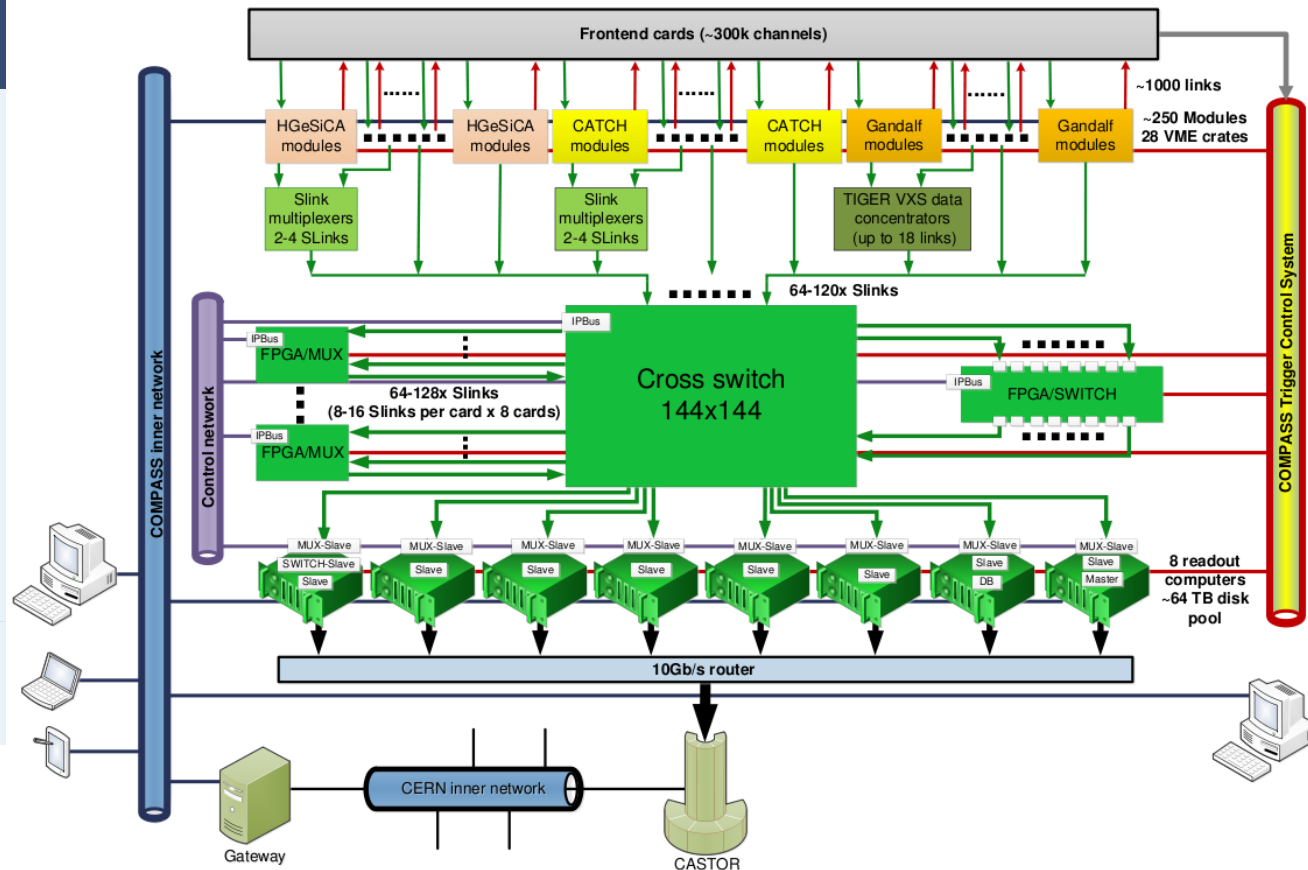 Frontend cards (~300k channels)
~1000 links
HGeSiCA
modules
HGeSiCA
modules
CATCH
modules
CATCH
modules
Gandalf
modules
Gandalf
modules
~250 Modules
28 VME crates
Slink
multiplexers
2-4 SLinks
Slink
multiplexers
2-4 SLinks
TIGER VXS data
concentrators
(up to 18 links)
64-120x Slinks
COMPASS inner network
Control network
COMPASS Trigger Control System
IPBus
IPBus
FPGA/MUX
Cross switch
144x144
64-128x Slinks
(8-16 Slinks per card x 8 cards)
IPBus
FPGA/SWITCH
IPBus
FPGA/MUX
MUX-Slave
SWITCH-Slave
Slave
MUX-Slave
Slave
MUX-Slave
Slave
MUX-Slave
Slave
MUX-Slave
Slave
MUX-Slave
Slave
MUX-Slave
Slave
DB
MUX-Slave
Slave
Master
8 readout
computers
~64 TB disk
pool
10Gb/s router
CERN inner network
Gateway
CASTOR